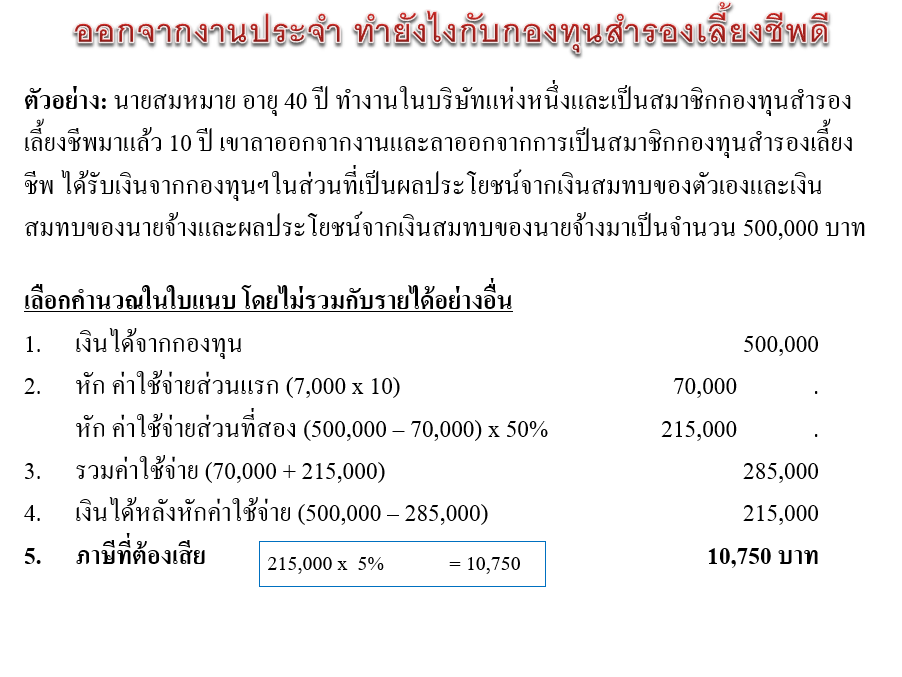 ออกจากงานประจำ ทำยังไงกับกองทุนสำรองเลี้ยงชีพดี
ตัวอย่าง: นายสมหมาย อายุ 40 ปี ทำงานในบริษัทแห่งหนึ่งและเป็นสมาชิกกองทุนสำรอง
เลี้ยงชีพมาแล้ว 10 ปี เขาลาออกจากงานและลาออกจากการเป็นสมาชิกกองทุนสำรองเลี้ยง
ชีพ ได้รับเงินจากกองทุนฯในส่วนที่เป็นผลประโยชน์จากเงินสมทบของตัวเองและเงิน
สมทบของนายจ้างและผลประโยชน์จากเงินสมทบของนายจ้างมาเป็นจำนวน 500,000 บาท
เลือกคำนวณในใบแนบ โดยไม่รวมกับรายได้อย่างอื่น
1. เงินได้จากกองทุน 500,000
2. หัก ค่าใช้จ่ายส่วนแรก (7,000 x 10) 70,000 .
หัก ค่าใช้จ่ายส่วนที่สอง (500,000 – 70,000) x 50% 215,000 .
3. รวมค่าใช้จ่าย (70,000 + 215,000) 285,000
4. เงินได้หลังหักค่าใช้จ่าย (500,000 – 285,000) 215,000
5. ภาษีที่ต้องเสีย 215,000 x 5% = 10,750 10,750 บาท